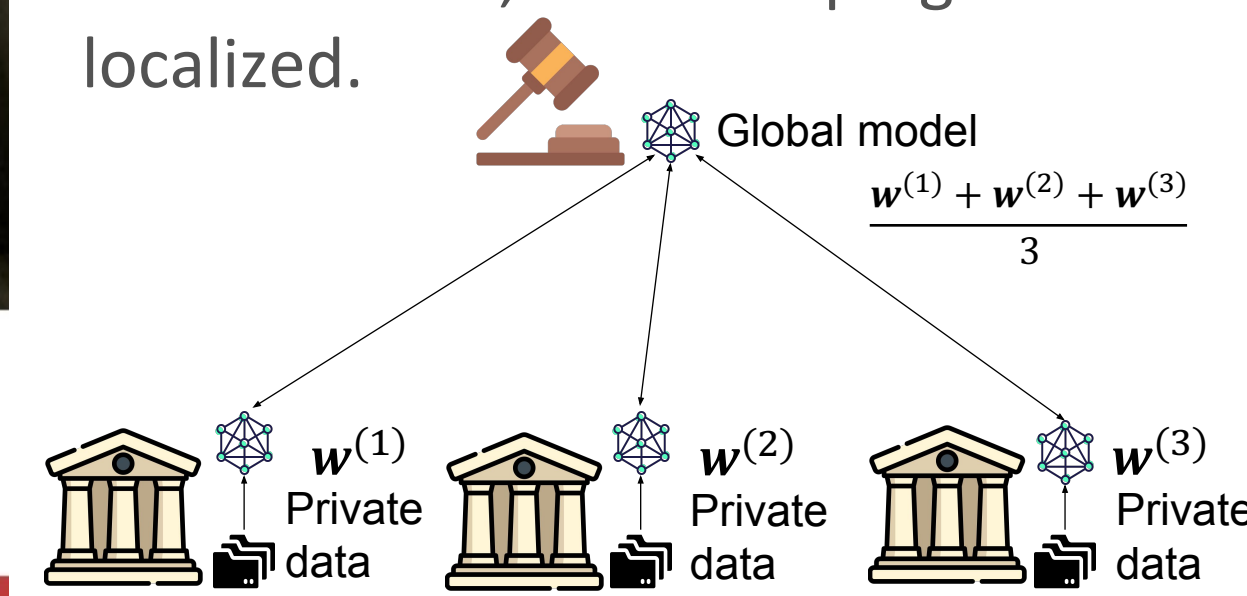 localized.
Global model
𝒘⁽¹⁾ + 𝒘⁽²⁾ + 𝒘⁽³⁾
3
𝒘⁽¹⁾
Private
data
𝒘⁽²⁾
Private
data
𝒘⁽³⁾
Private
data